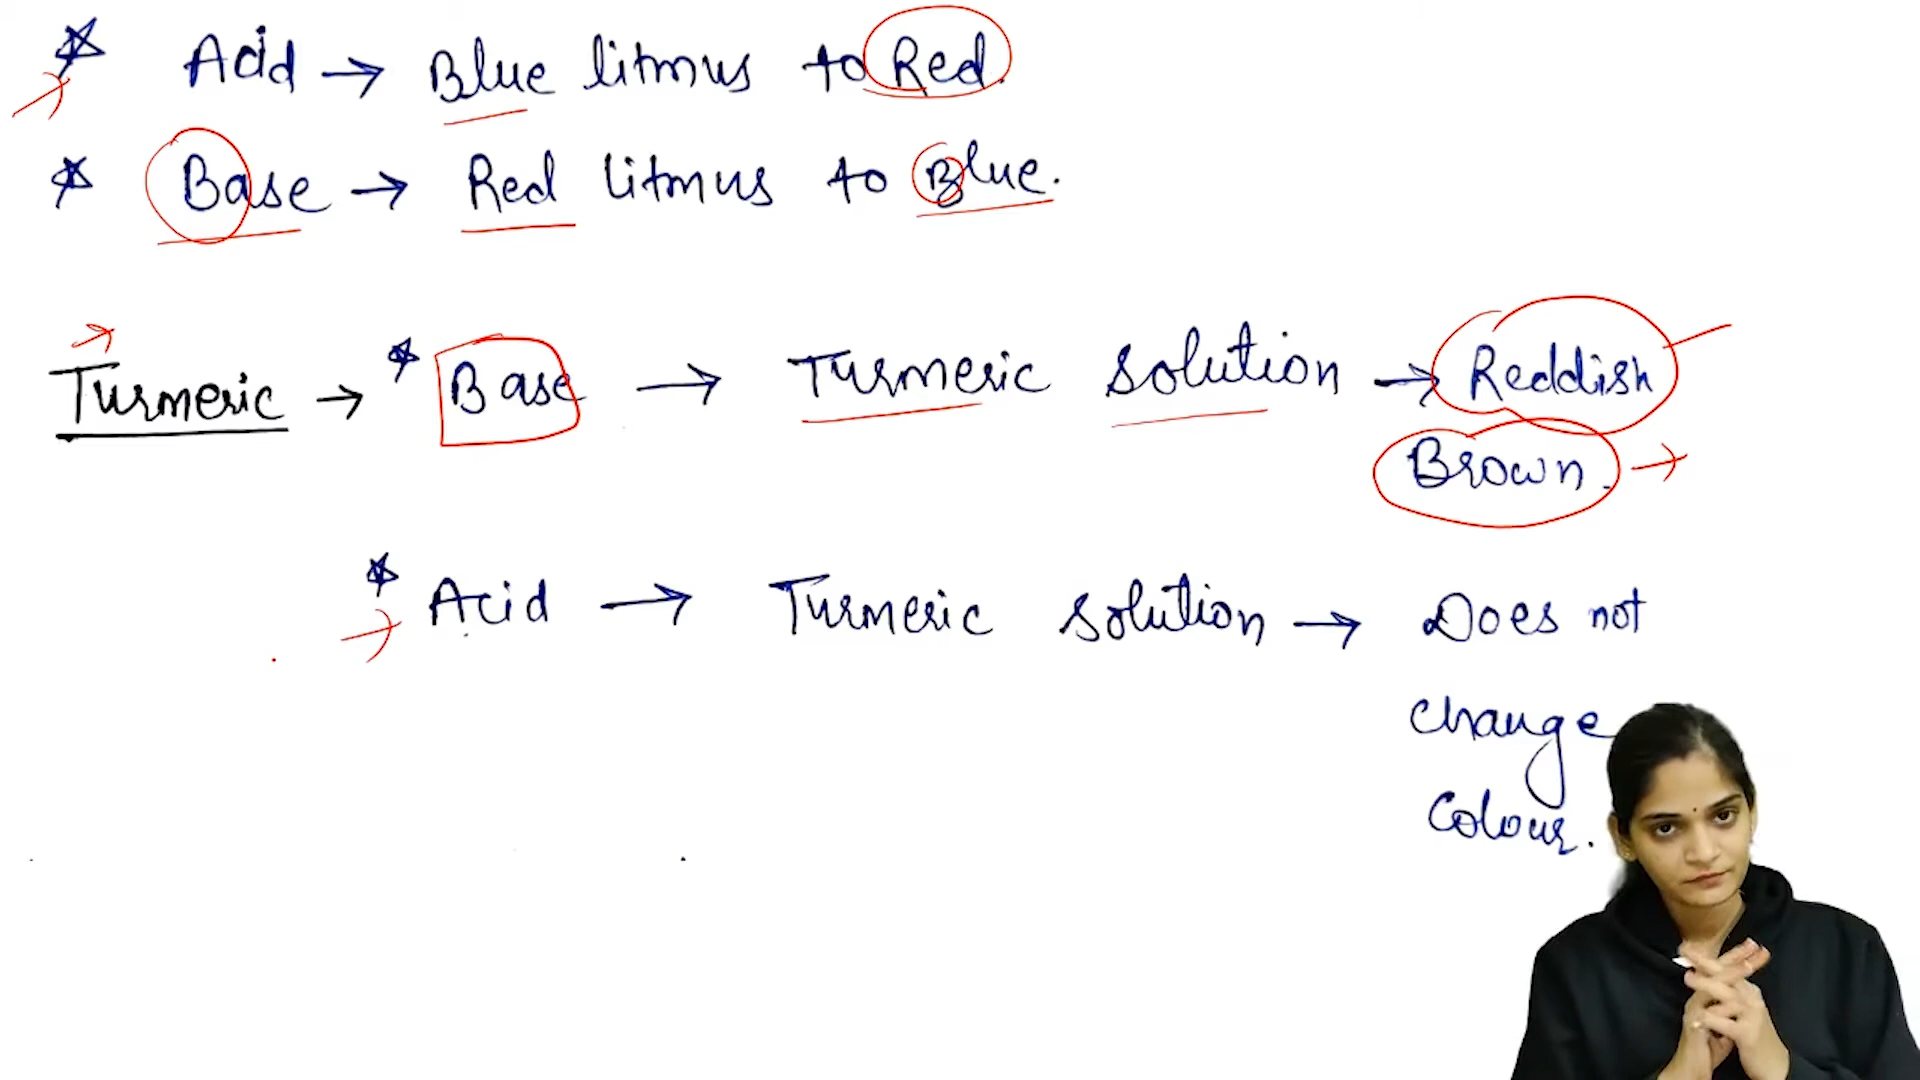 Acid → Blue litmus to Red.
Base → Red litmus to Blue.
Turmeric → * Base → Turmeric Solution → Reddish
Brown.
* Acid → Turmeric Solution → Does not
change
Colour.